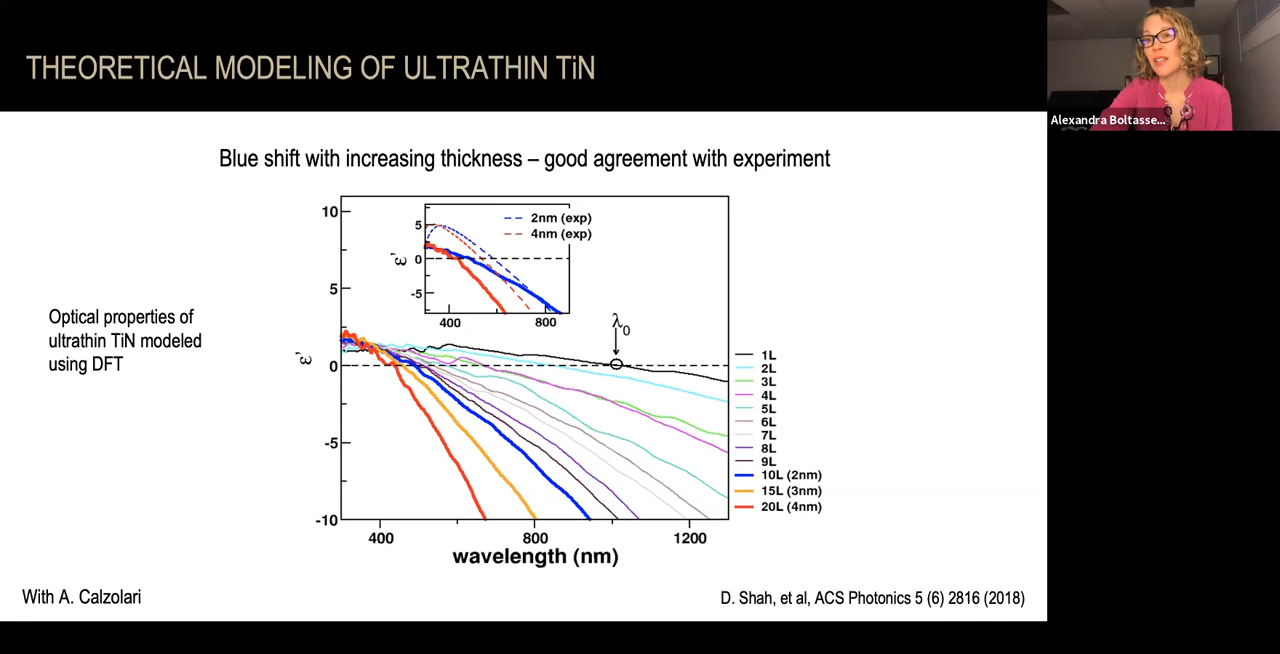 THEORETICAL MODELING OF ULTRATHIN TiN
Alexandra Boltasse...
Blue shift with increasing thickness – good agreement with experiment
Optical properties of
ultrathin TiN modeled
using DFT
10
5
0
-5
-10
ε'
400
800
1200
wavelength (nm)
5
0
-5
ε'
400
800
2nm (exp)
4nm (exp)
λ0
1L
2L
3L
4L
5L
6L
7L
8L
9L
10L (2nm)
15L (3nm)
20L (4nm)
With A. Calzolari
D. Shah, et al, ACS Photonics 5 (6) 2816 (2018)